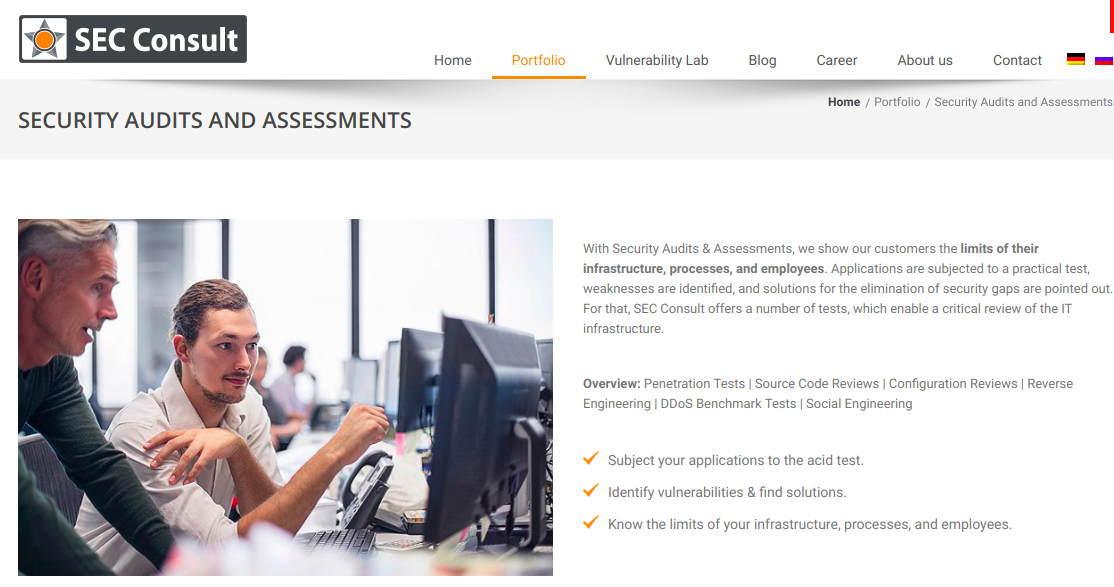 SEC Consult
Home Portfolio Vulnerability Lab Blog Career About us Contact
Home / Portfolio / Security Audits and Assessments
SECURITY AUDITS AND ASSESSMENTS
With Security Audits & Assessments, we show our customers the limits of their
infrastructure, processes, and employees. Applications are subjected to a practical test,
weaknesses are identified, and solutions for the elimination of security gaps are pointed out.
For that, SEC Consult offers a number of tests, which enable a critical review of the IT
infrastructure.
Overview: Penetration Tests | Source Code Reviews | Configuration Reviews | Reverse
Engineering | DDoS Benchmark Tests | Social Engineering
Subject your applications to the acid test.
Identify vulnerabilities & find solutions.
Know the limits of your infrastructure, processes, and employees.